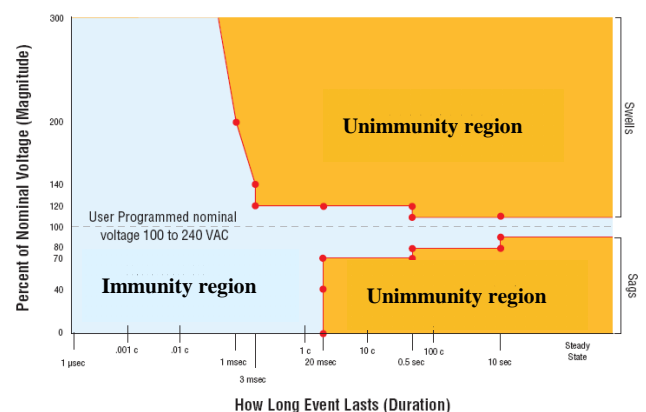 Percent of Nominal Voltage (Magnitude)
300
200
140
120
100
80
70
40
0
Unimmunity region
User Programmed nominal
voltage 100 to 240 VAC
Immunity region
Unimmunity region
Swells
Sags
1 µsec
.001 c
.01 c
1 msec
3 msec
1 c
20 msec
10 c
0.5 sec
100 c
10 sec
Steady
State
How Long Event Lasts (Duration)